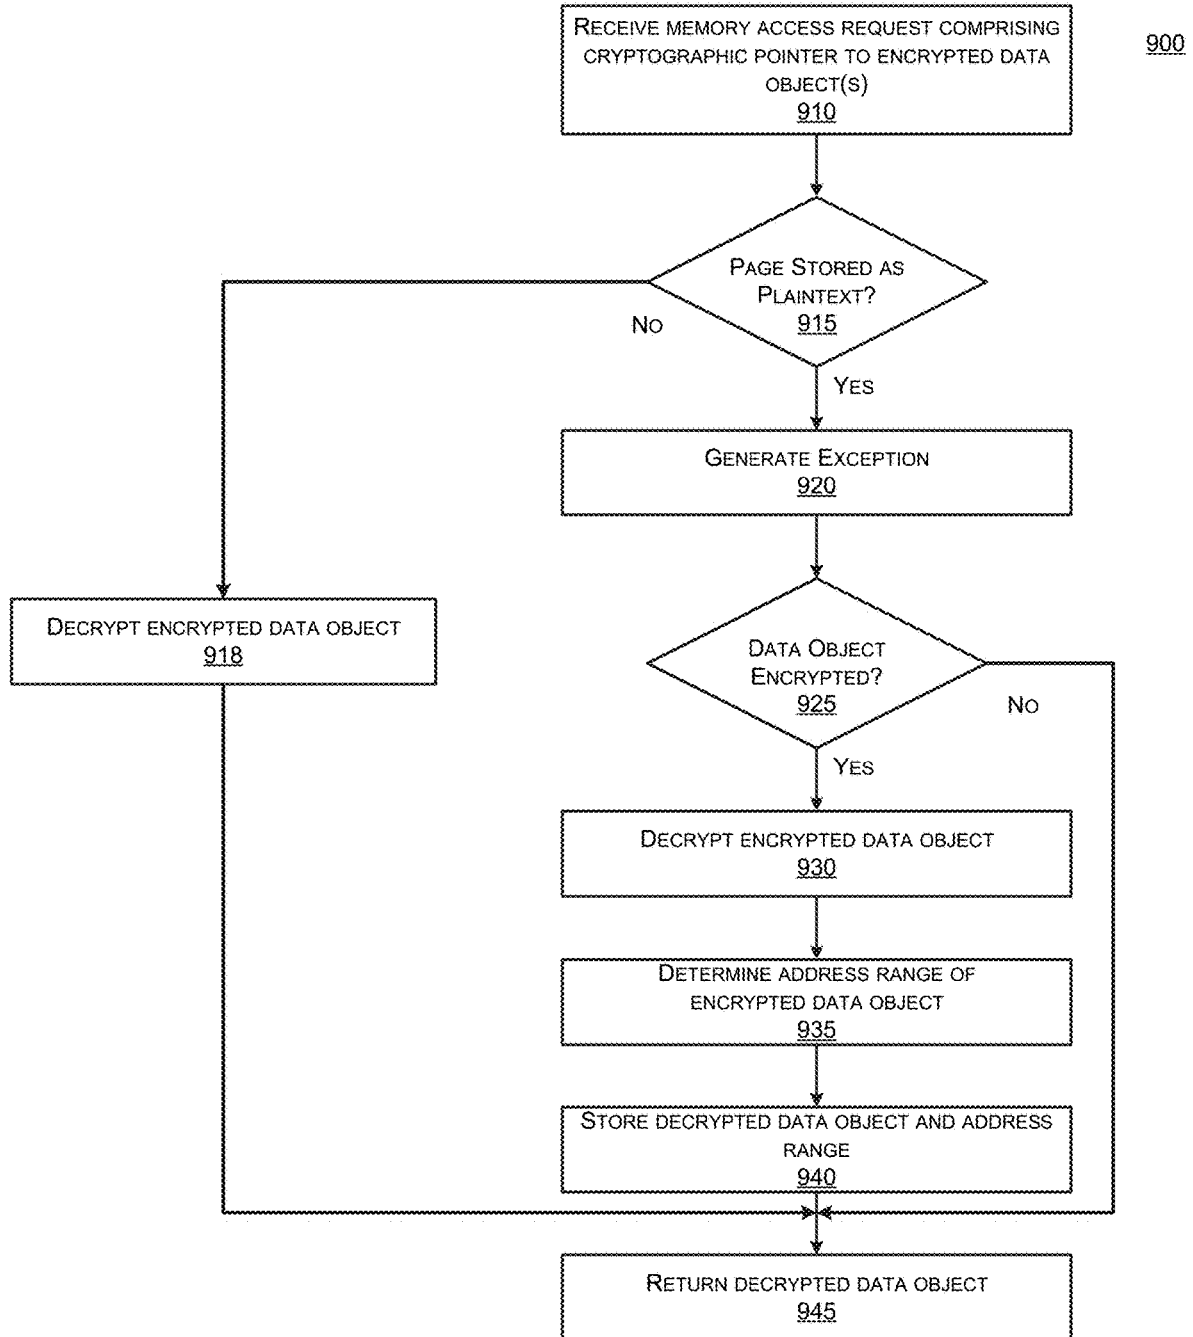 RECEIVE MEMORY ACCESS REQUEST COMPRISING
CRYPTOGRAPHIC POINTER TO ENCRYPTED DATA
OBJECT(S)
910
900
PAGE STORED AS
PLAINTEXT?
915
NO
YES
GENERATE EXCEPTION
920
DECRYPT ENCRYPTED DATA OBJECT
918
DATA OBJECT
ENCRYPTED?
925
NO
YES
DECRYPT ENCRYPTED DATA OBJECT
930
DETERMINE ADDRESS RANGE OF
ENCRYPTED DATA OBJECT
935
STORE DECRYPTED DATA OBJECT AND ADDRESS
RANGE
940
RETURN DECRYPTED DATA OBJECT
945